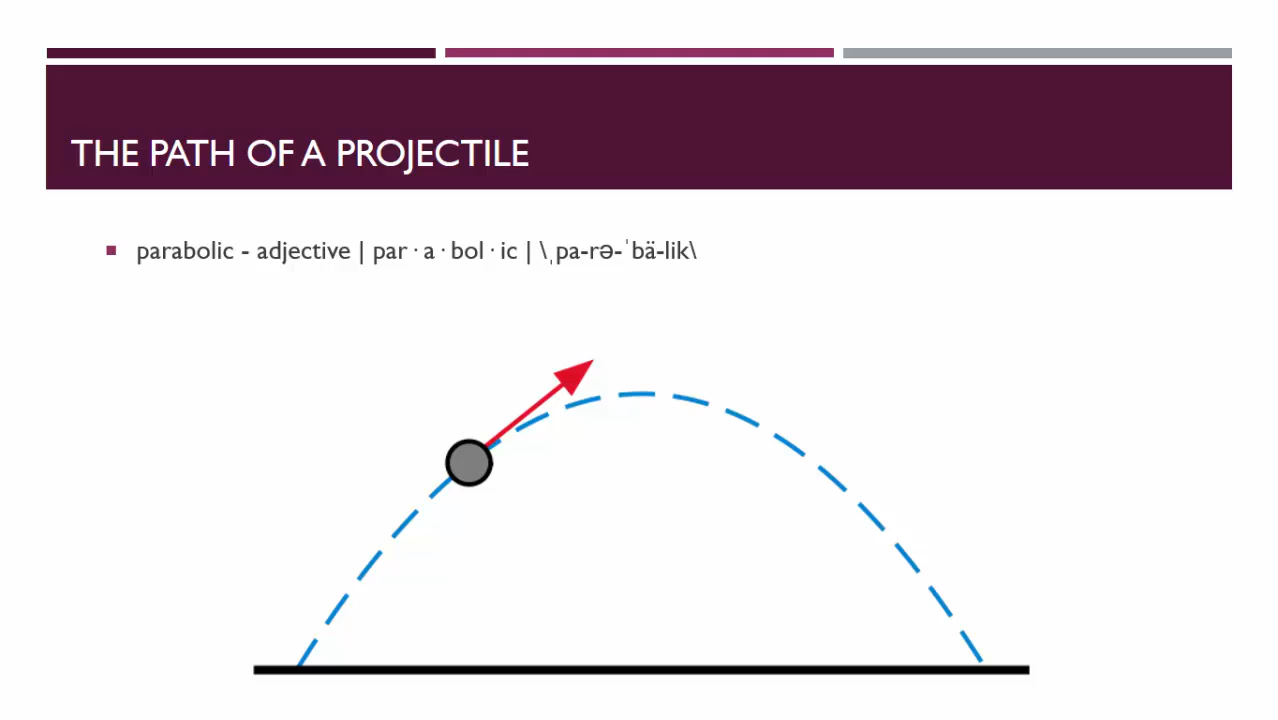 THE PATH OF A PROJECTILE
parabolic - adjective | par · a · bol · ic | \ˌpa-rə-ˈbä-lik\